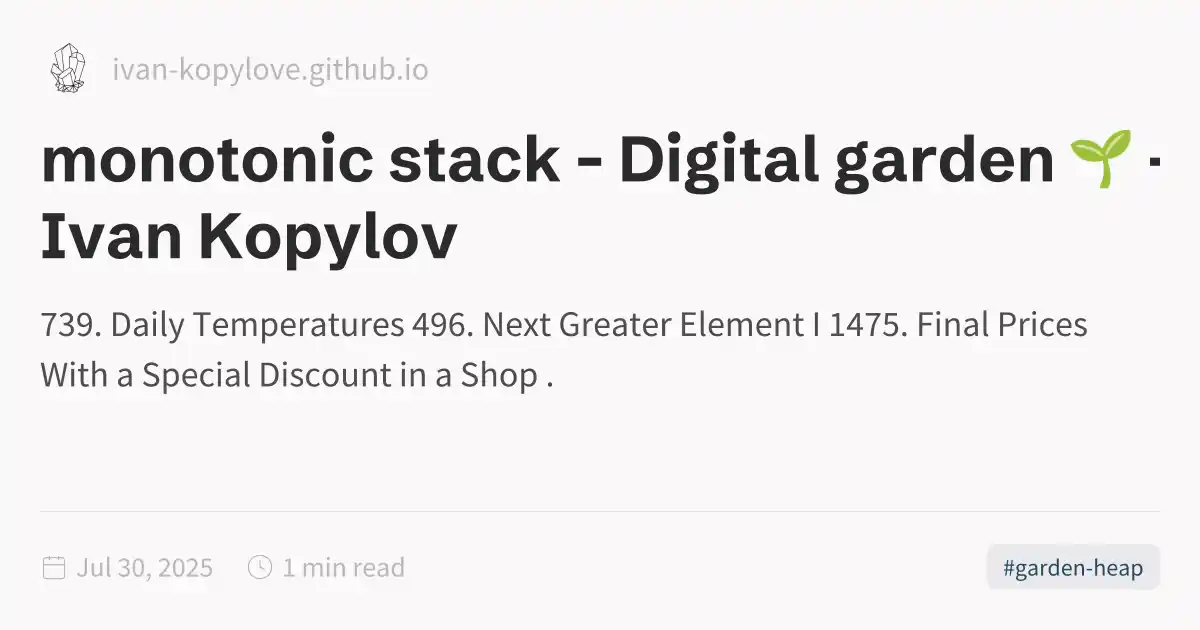 ivan-kopylove.github.io
monotonic stack - Digital garden 🌱 ·
Ivan Kopylov
739. Daily Temperatures 496. Next Greater Element I 1475. Final Prices
With a Special Discount in a Shop .
Jul 30, 2025 1 min read #garden-heap